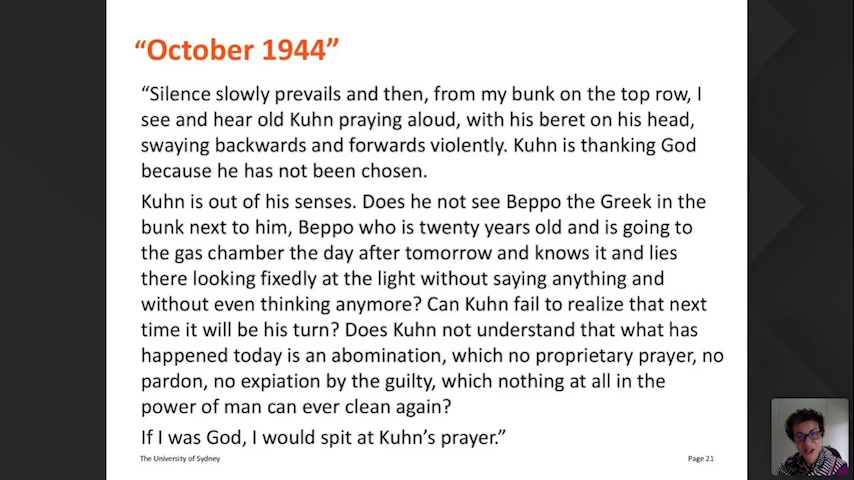 “October 1944”
“Silence slowly prevails and then, from my bunk on the top row, I
see and hear old Kuhn praying aloud, with his beret on his head,
swaying backwards and forwards violently. Kuhn is thanking God
because he has not been chosen.
Kuhn is out of his senses. Does he not see Beppo the Greek in the
bunk next to him, Beppo who is twenty years old and is going to
the gas chamber the day after tomorrow and knows it and lies
there looking fixedly at the light without saying anything and
without even thinking anymore? Can Kuhn fail to realize that next
time it will be his turn? Does Kuhn not understand that what has
happened today is an abomination, which no proprietary prayer, no
pardon, no expiation by the guilty, which nothing at all in the
power of man can ever clean again?
If I was God, I would spit at Kuhn’s prayer.”
The University of Sydney
Page 21